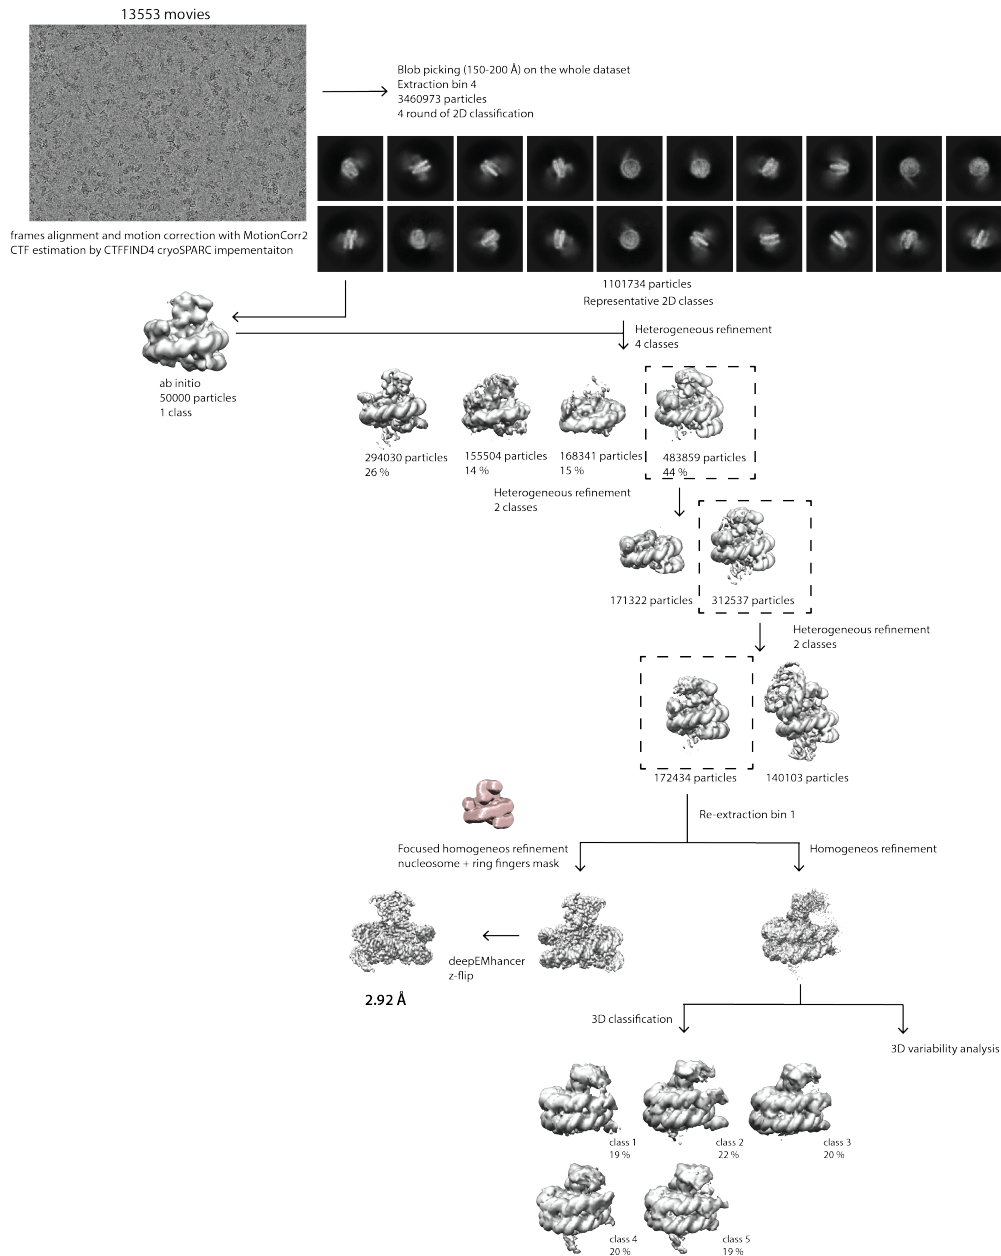 13553 movies
Blob picking (150-200 Å) on the whole dataset
Extraction bin 4
3460973 particles
4 round of 2D classification
frames alignment and motion correction with MotionCorr2
CTF estimation by CTFFIND4 cryoSPARC impementaiton
1101734 particles
Representative 2D classes
Heterogeneous refinement
4 classes
ab initio
50000 particles
1 class
294030 particles
26 %
155504 particles
14 %
168341 particles
15 %
483859 particles
44 %
Heterogeneous refinement
2 classes
171322 particles
312537 particles
Heterogeneous refinement
2 classes
172434 particles
140103 particles
Re-extraction bin 1
Focused homogeneos refinement
nucleosome + ring fingers mask
Homogeneos refinement
deepEMhancer
z-flip
2.92 Å
3D classification
3D variability analysis
class 1
19 %
class 2
22 %
class 3
20 %
class 4
20 %
class 5
19 %